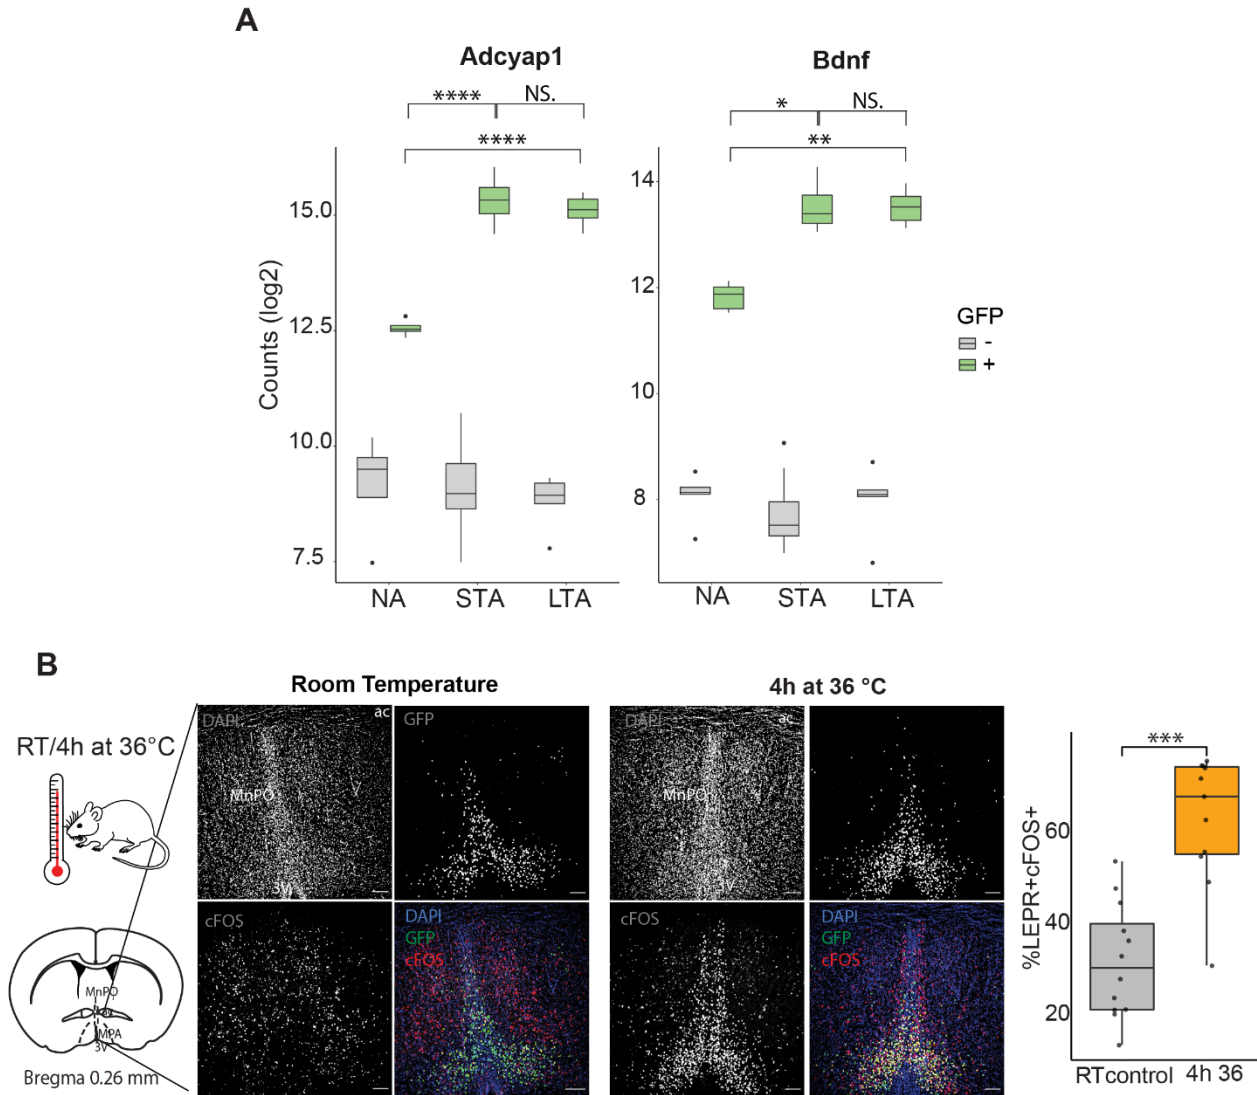 A
Adcyap1
Bdnf
**** NS.
****
* NS.
**
Counts (log2)
15.0
12.5
10.0
7.5
14
12
10
8
NA STA LTA
NA STA LTA
GFP
-
+
B
Room Temperature
4h at 36 °C
RT/4h at 36°C
DAPI
ac
MnPO
3V
GFP
DAPI
ac
MnPO
3V
cFOS
DAPI
GFP
cFOS
cFOS
DAPI
GFP
cFOS
MnPO
MPA
3V
Bregma 0.26 mm
***
%LEPR+cFOS+
60
40
20
RTcontrol 4h 36